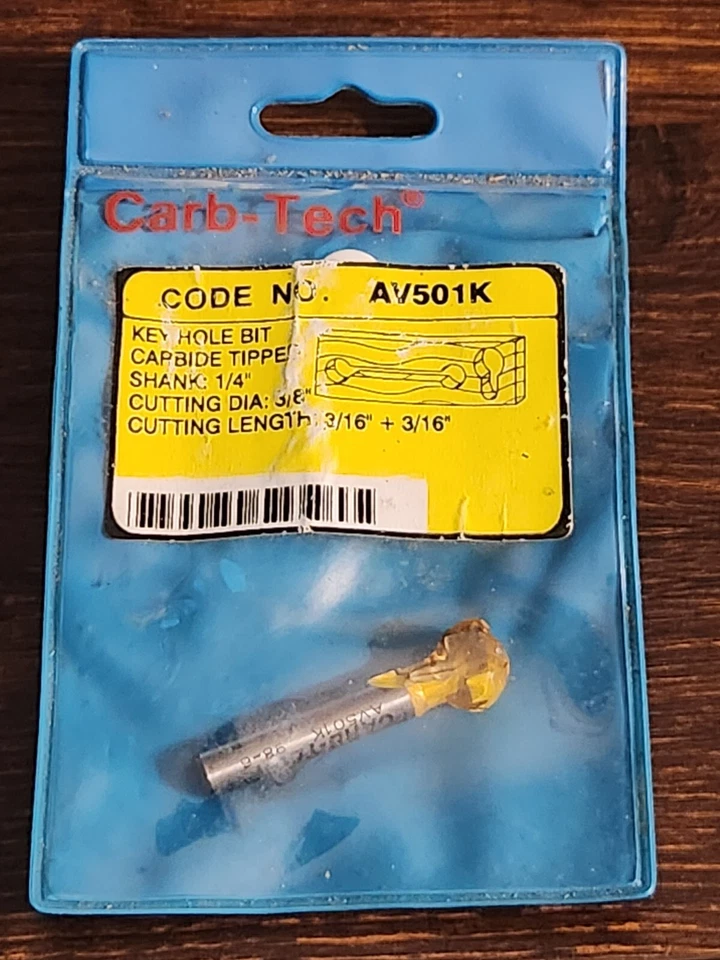 Carb-Tech®
CODE NO. AV501K
KEY HOLE BIT
CARBIDE TIPPED
SHANK: 1/4"
CUTTING DIA: 3/8"
CUTTING LENGTH: 3/16" + 3/16"
AV501K